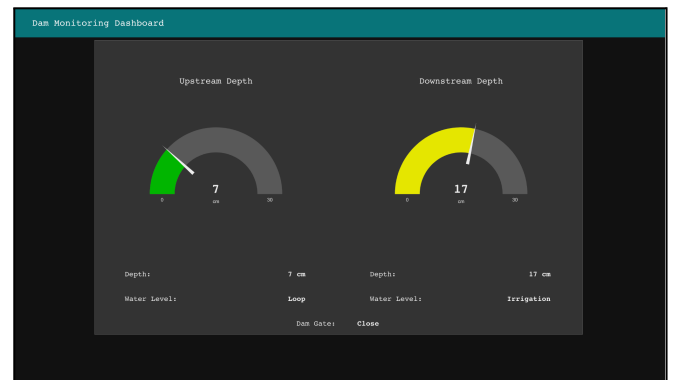 Dam Monitoring Dashboard
Upstream Depth Downstream Depth
7 17
0 cm 30 0 cm 30
Depth: 7 cm Depth: 17 cm
Water Level: Loop Water Level: Irrigation
Dam Gate: Close